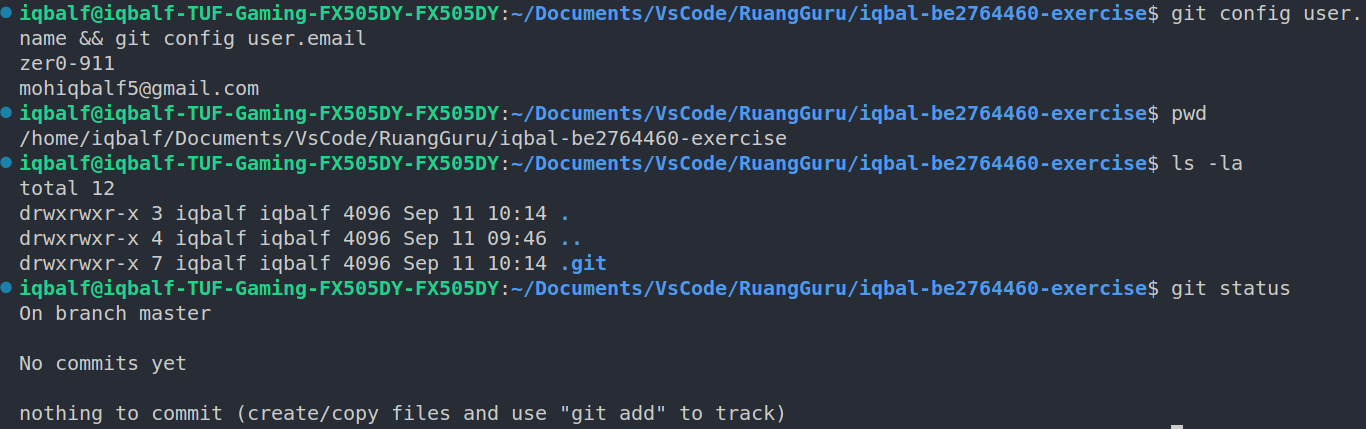 iqbalf@iqbalf-TUF-Gaming-FX505DY-FX505DY:~/Documents/VsCode/RuangGuru/iqbal-be2764460-exercise$ git config user.
name && git config user.email
zer0-911
mohiqbalf5@gmail.com
iqbalf@iqbalf-TUF-Gaming-FX505DY-FX505DY:~/Documents/VsCode/RuangGuru/iqbal-be2764460-exercise$ pwd
/home/iqbalf/Documents/VsCode/RuangGuru/iqbal-be2764460-exercise
iqbalf@iqbalf-TUF-Gaming-FX505DY-FX505DY:~/Documents/VsCode/RuangGuru/iqbal-be2764460-exercise$ ls -la
total 12
drwxrwxr-x 3 iqbalf iqbalf 4096 Sep 11 10:14 .
drwxrwxr-x 4 iqbalf iqbalf 4096 Sep 11 09:46 ..
drwxrwxr-x 7 iqbalf iqbalf 4096 Sep 11 10:14 .git
iqbalf@iqbalf-TUF-Gaming-FX505DY-FX505DY:~/Documents/VsCode/RuangGuru/iqbal-be2764460-exercise$ git status
On branch master
No commits yet
nothing to commit (create/copy files and use "git add" to track)